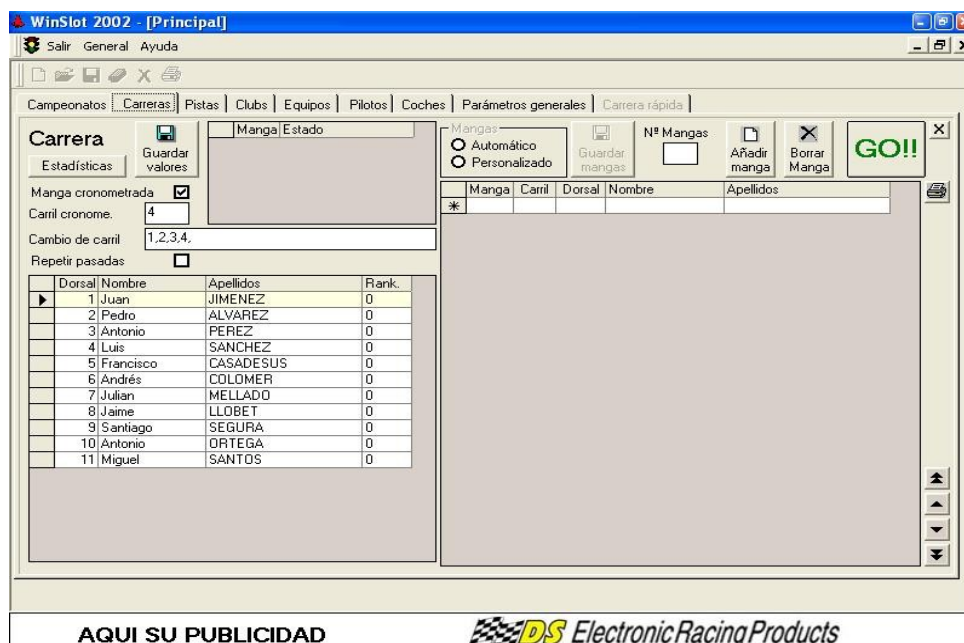 WinSlot 2002 - [Principal]
Salir General Ayuda
Campeonatos Carreras Pistas Clubs Equipos Pilotos Coches Parámetros generales Carrera rápida
Carrera
Estadísticas
Guardar valores
Manga Estado
Mangas
Automático
Personalizado
Guardar mangas
Nº Mangas
Añadir manga
Borrar Manga
GO!!
Manga cronometrada
Carril cronome. 4
Cambio de carril 1,2,3,4,
Repetir pasadas
Manga Carril Dorsal Nombre Apellidos
Dorsal Nombre Apellidos Rank.
1 Juan JIMENEZ 0
2 Pedro ALVAREZ 0
3 Antonio PEREZ 0
4 Luis SANCHEZ 0
5 Francisco CASADESUS 0
6 Andrés COLOMER 0
7 Julian MELLADO 0
8 Jaime LLOBET 0
9 Santiago SEGURA 0
10 Antonio ORTEGA 0
11 Miguel SANTOS 0
AQUI SU PUBLICIDAD
DS Electronic Racing Products